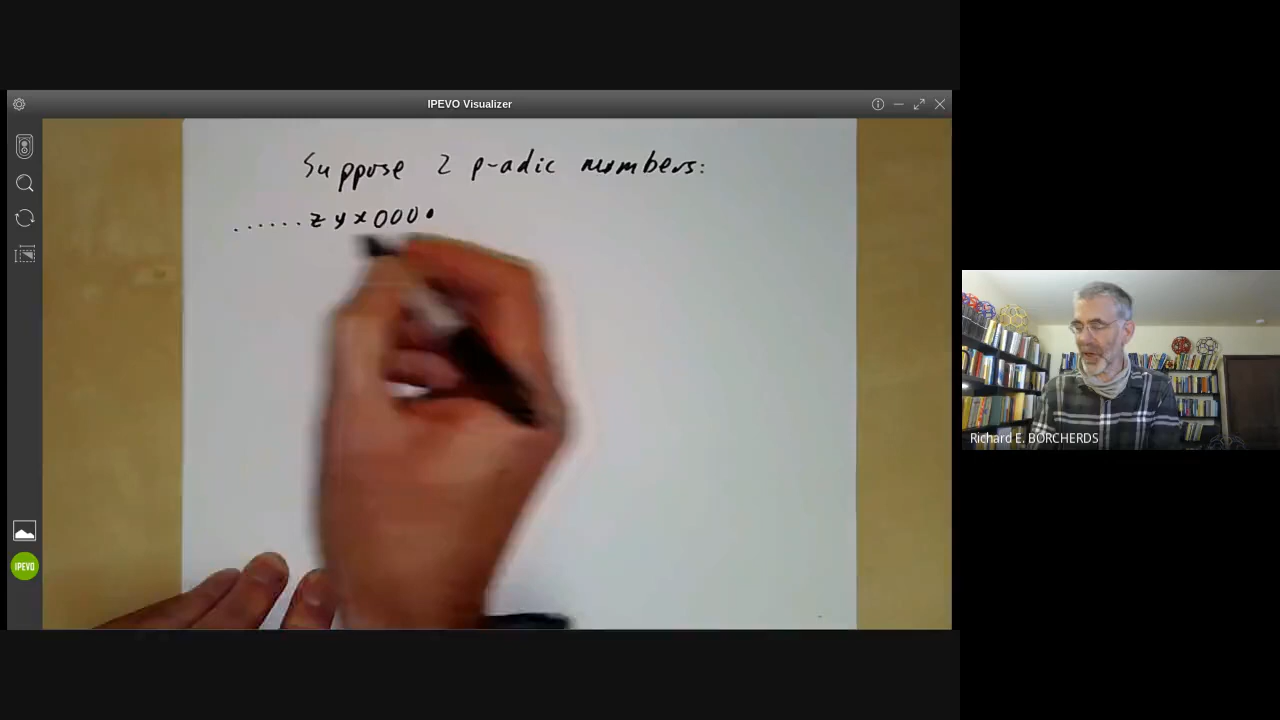 IPEVO Visualizer
Suppose 2 p-adic numbers:
......zyx000.
IPEVO
Richard E. BORCHERDS